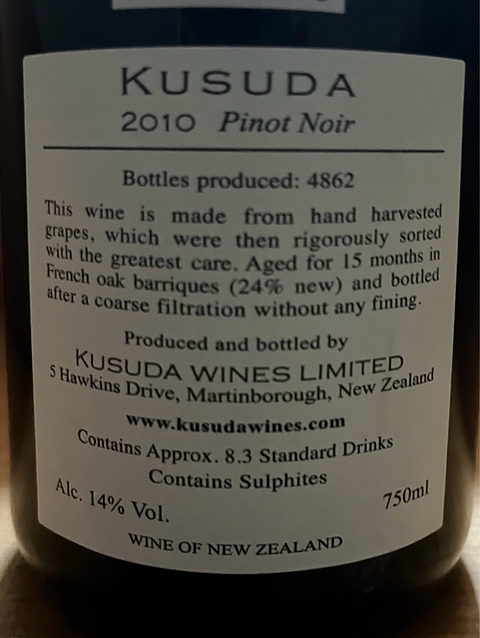 KUSUDA
2010 Pinot Noir
Bottles produced: 4862
This wine is made from hand harvested
grapes, which were then rigorously sorted
with the greatest care. Aged for 15 months in
French oak barriques (24% new) and bottled
after a coarse filtration without any fining.
Produced and bottled by
KUSUDA WINES LIMITED
5 Hawkins Drive, Martinborough, New Zealand
www.kusudawines.com
Contains Approx. 8.3 Standard Drinks
Contains Sulphites
Alc. 14% Vol. 750ml
WINE OF NEW ZEALAND